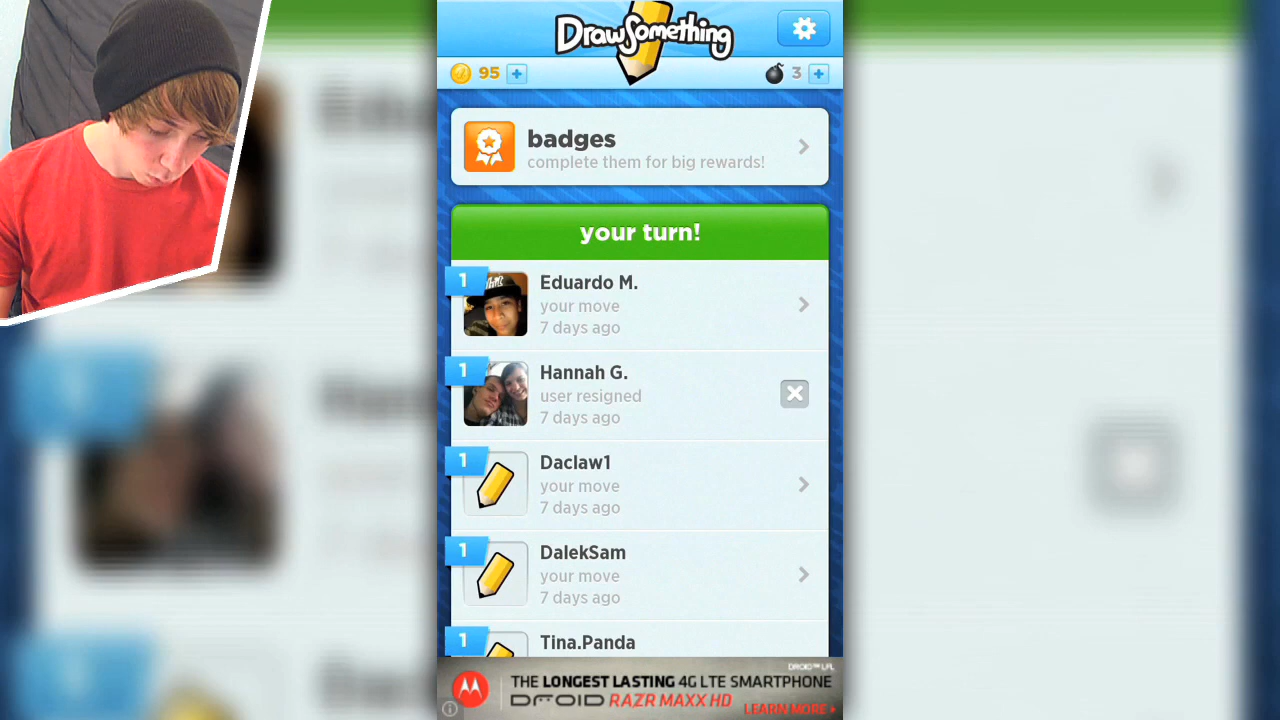 DrawSomething
95
3
badges
complete them for big rewards!
your turn!
1
Eduardo M.
your move
7 days ago
1
Hannah G.
user resigned
7 days ago
1
Daclaw1
your move
7 days ago
1
DalekSam
your move
7 days ago
1
Tina.Panda
THE LONGEST LASTING 4G LTE SMARTPHONE
DROID RAZR MAXX HD
LEARN MORE